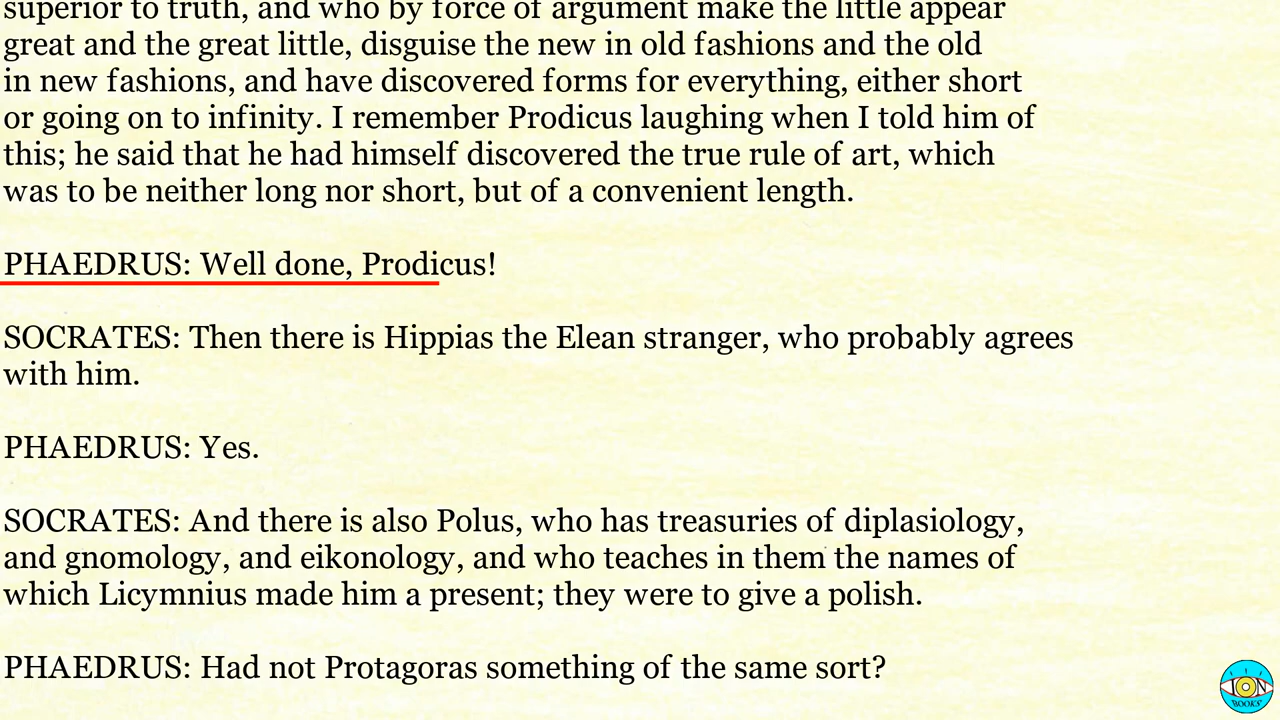 superior to truth, and who by force of argument make the little appear
great and the great little, disguise the new in old fashions and the old
in new fashions, and have discovered forms for everything, either short
or going on to infinity. I remember Prodicus laughing when I told him of
this; he said that he had himself discovered the true rule of art, which
was to be neither long nor short, but of a convenient length.
PHAEDRUS: Well done, Prodicus!
SOCRATES: Then there is Hippias the Elean stranger, who probably agrees
with him.
PHAEDRUS: Yes.
SOCRATES: And there is also Polus, who has treasuries of diplasiology,
and gnomology, and eikonology, and who teaches in them the names of
which Licymnius made him a present; they were to give a polish.
PHAEDRUS: Had not Protagoras something of the same sort?
ION
BOOKS